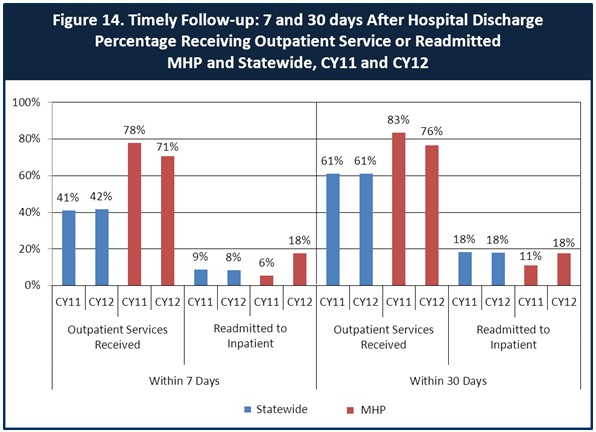 Figure 14. Timely Follow-up: 7 and 30 days After Hospital Discharge
Percentage Receiving Outpatient Service or Readmitted
MHP and Statewide, CY11 and CY12
100%
80%
60%
40%
20%
0%
41% 42% 78% 71% 9% 8% 6% 18% 61% 61% 83% 76% 18% 18% 11% 18%
CY11 CY12 CY11 CY12 CY11 CY12 CY11 CY12 CY11 CY12 CY11 CY12 CY11 CY12 CY11 CY12
Outpatient Services
Received
Readmitted to
Inpatient
Outpatient Services
Received
Readmitted to
Inpatient
Within 7 Days
Within 30 Days
Statewide
MHP